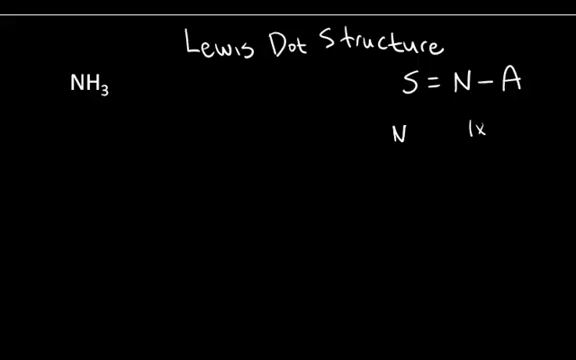 Lewis Dot Structure
NH₃ S = N - A
N 1x